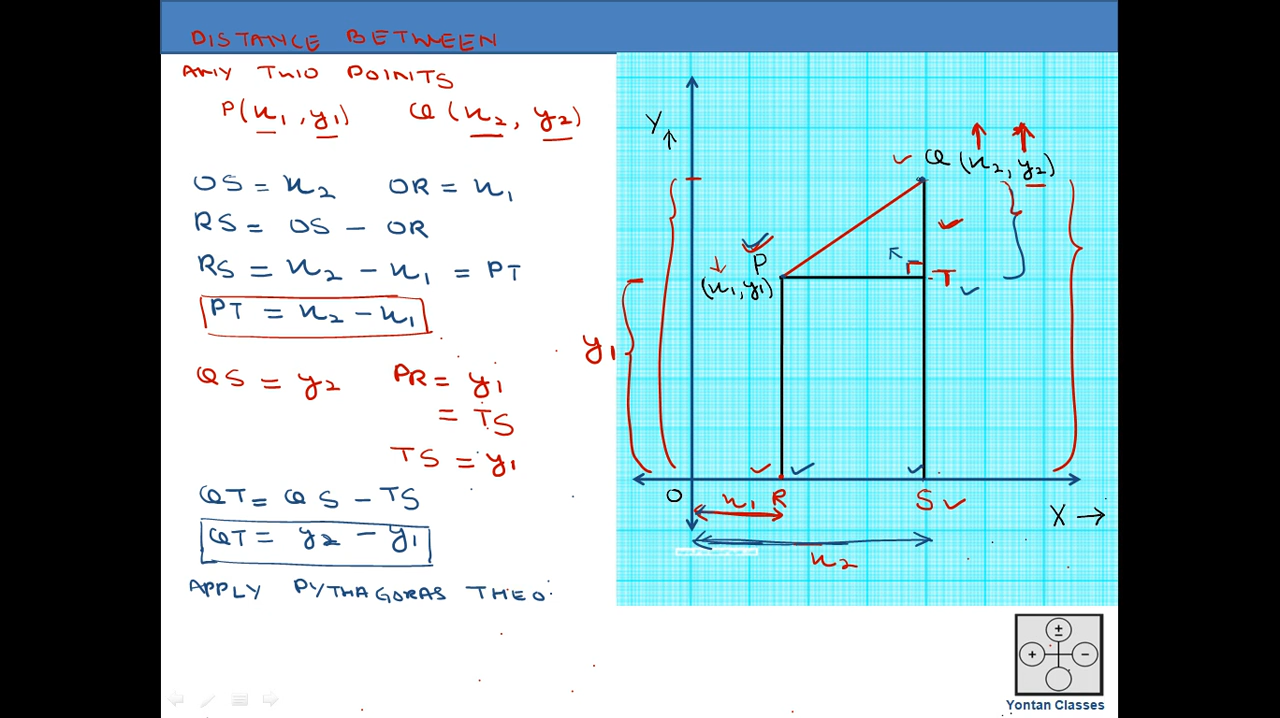 DISTANCE BETWEEN
ANY TWO POINTS
P(x1, y1) Q(x2, y2)
OS = x2 OR = x1
RS = OS - OR
RS = x2 - x1 = PT
PT = x2 - x1
QS = y2 PR = y1
= TS
TS = y1
QT = QS - TS
QT = y2 - y1
APPLY PYTHAGORAS THEO
Y
Q (x2, y2)
P
(x1, y1)
T
y1
O
x1
R
S
X
x2
+
±
-
Yontan Classes